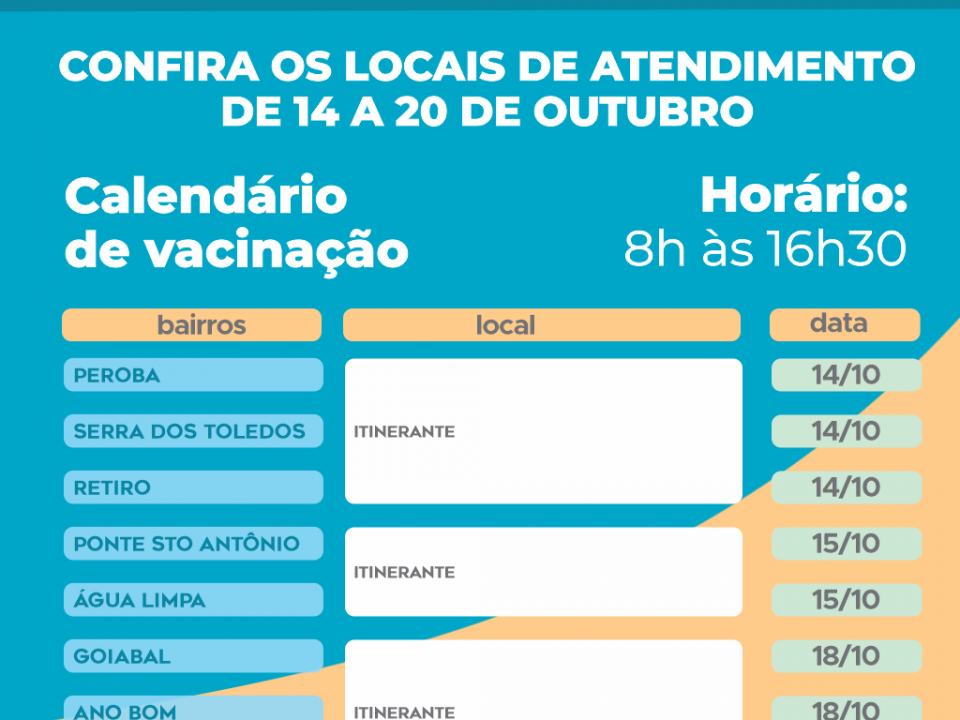 CONFIRA OS LOCAIS DE ATENDIMENTO
DE 14 A 20 DE OUTUBRO
Calendário
de vacinação
Horário:
8h às 16h30
bairros local data
PEROBA 14/10
SERRA DOS TOLEDOS ITINERANTE 14/10
RETIRO 14/10
PONTE STO ANTÔNIO 15/10
ITINERANTE
ÁGUA LIMPA 15/10
GOIABAL 18/10
ANO BOM ITINERANTE 18/10